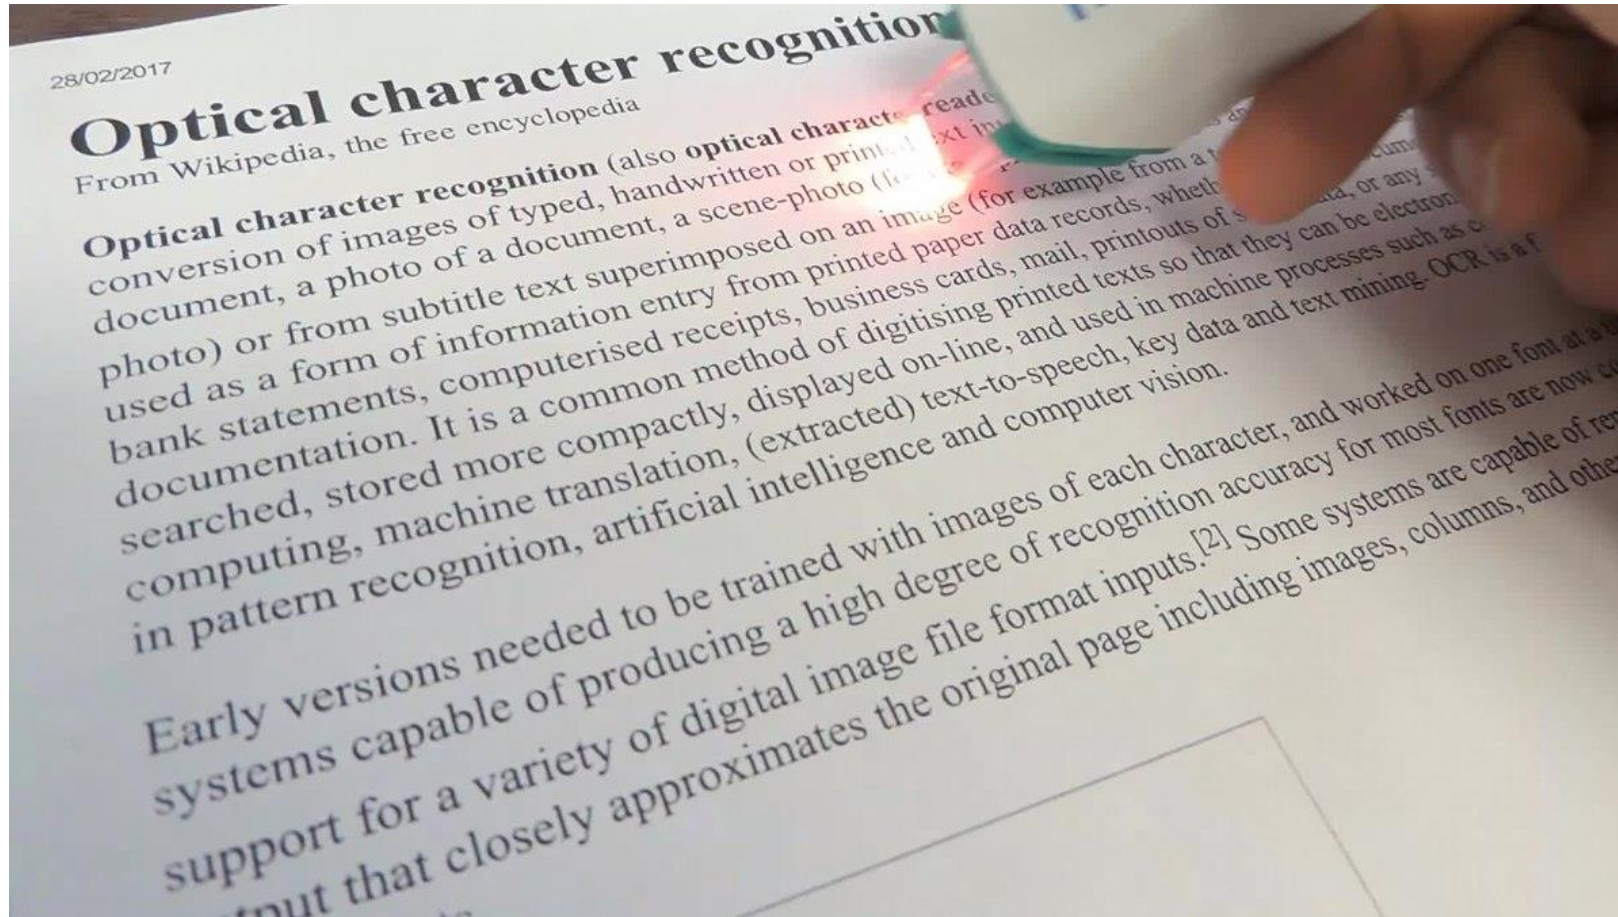 28/02/2017
Optical character recognition
From Wikipedia, the free encyclopedia
Optical character recognition (also optical
conversion of images of typed, handwritten or
document, a photo of a document, a scene-photo
photo) or from subtitle text superimposed on an image (for example from a
used as a form of information entry from printed paper data records,
bank statements, computerised receipts, business cards, mail, printouts of or any
documentation. It is a common method of digitising printed texts so that they can be
searched, stored more compactly, displayed on-line, and used in machine processes such as
computing, machine translation, (extracted) text-to-speech, key data and text mining. OCR is a
in pattern recognition, artificial intelligence and computer vision.
Early versions needed to be trained with images of each character, and worked on one font at a
systems capable of producing a high degree of recognition accuracy for most fonts are now
support for a variety of digital image file format inputs.[2] Some systems are capable of
that closely approximates the original page including images, columns, and